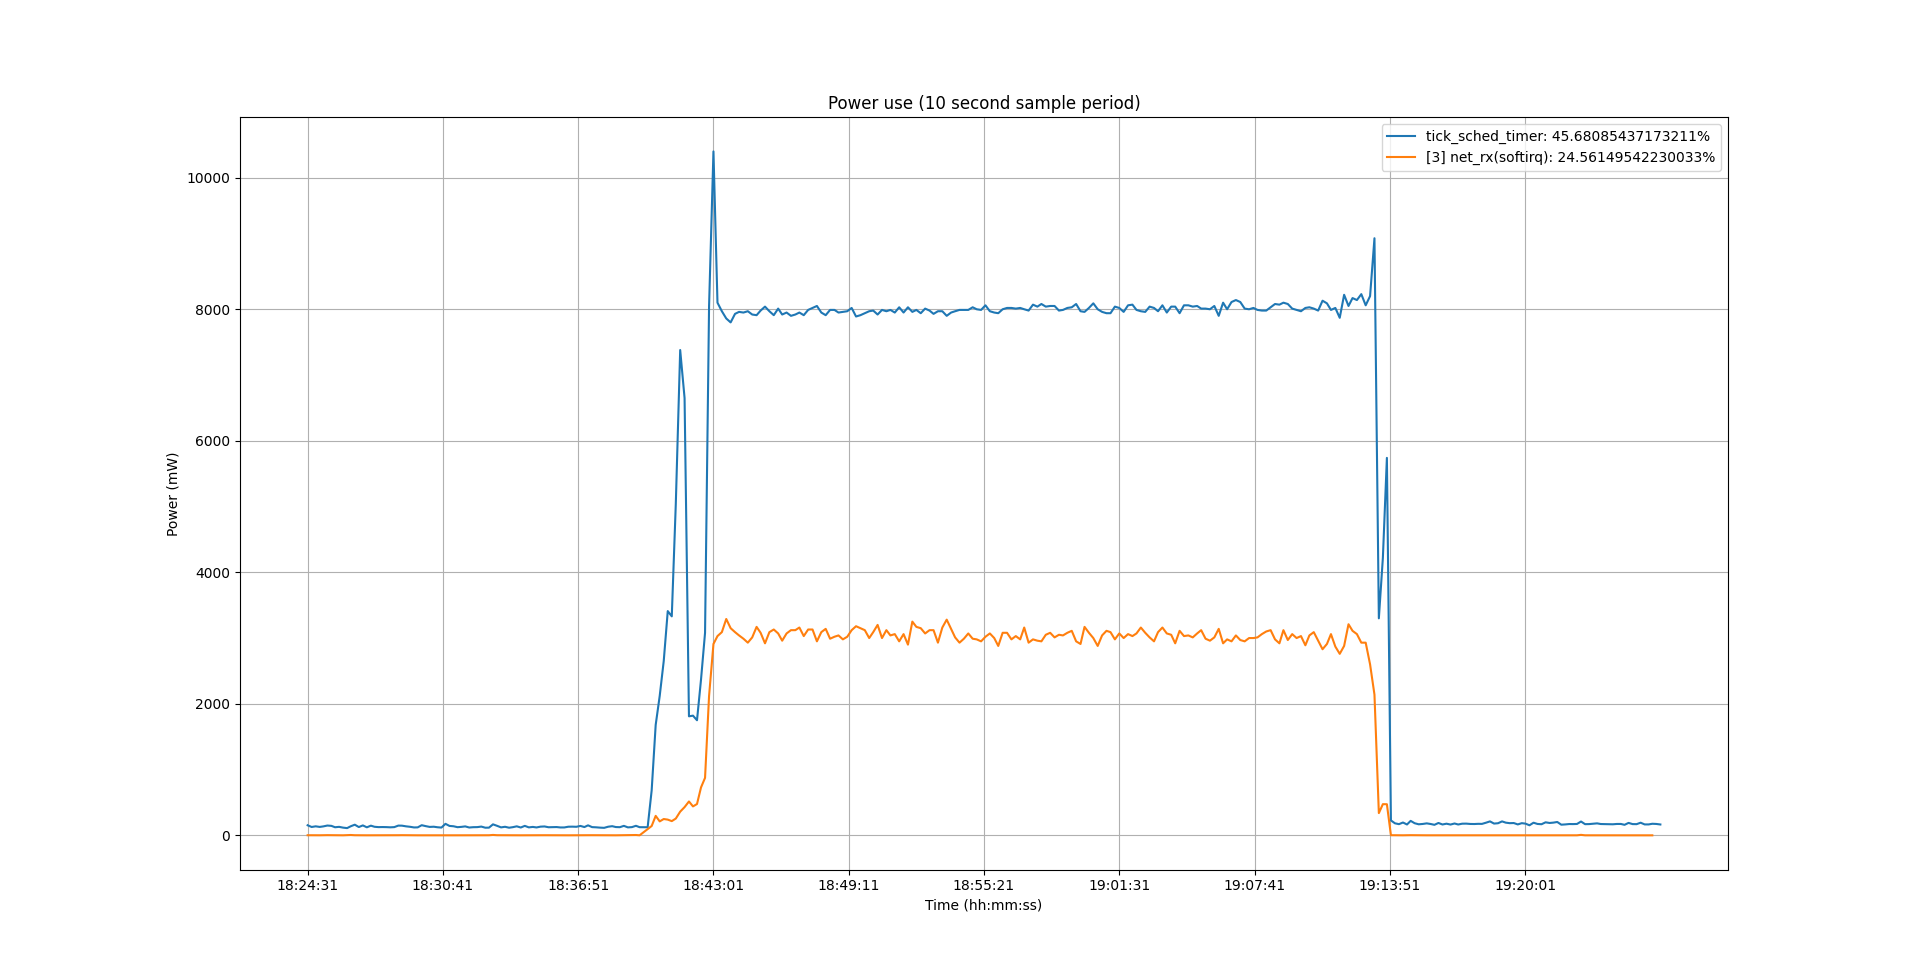 Power use (10 second sample period)
tick_sched_timer: 45.68085437173211%
[3] net_rx(softirq): 24.56149542230033%
10000
8000
6000
4000
2000
0
Power (mW)
18:24:31 18:30:41 18:36:51 18:43:01 18:49:11 18:55:21 19:01:31 19:07:41 19:13:51 19:20:01
Time (hh:mm:ss)